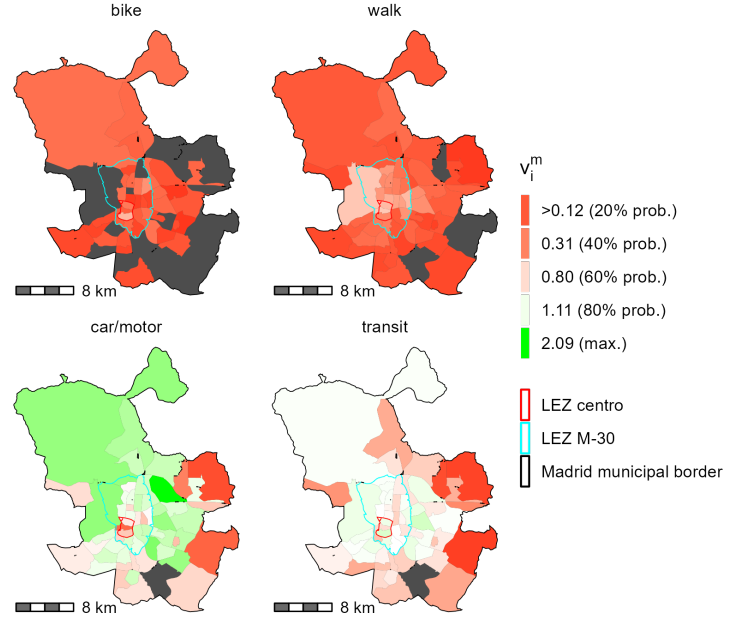 bike
walk
8 km
8 km
car/motor
transit
8 km
8 km
v_i^m
>0.12 (20% prob.)
0.31 (40% prob.)
0.80 (60% prob.)
1.11 (80% prob.)
2.09 (max.)
LEZ centro
LEZ M-30
Madrid municipal border